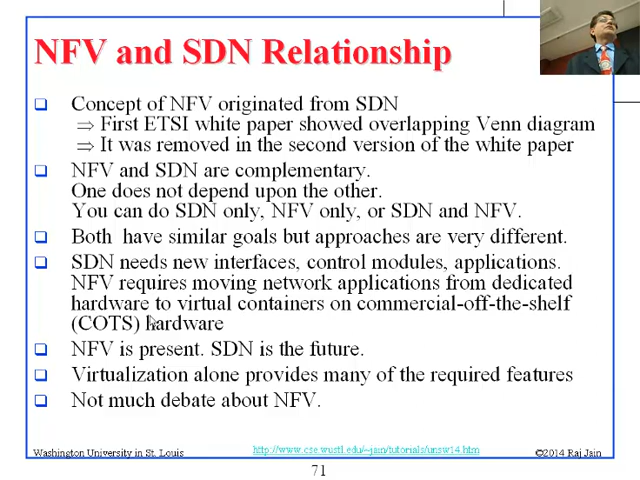 NFV and SDN Relationship
Concept of NFV originated from SDN
⇒ First ETSI white paper showed overlapping Venn diagram
⇒ It was removed in the second version of the white paper
NFV and SDN are complementary.
One does not depend upon the other.
You can do SDN only, NFV only, or SDN and NFV.
Both have similar goals but approaches are very different.
SDN needs new interfaces, control modules, applications.
NFV requires moving network applications from dedicated
hardware to virtual containers on commercial-off-the-shelf
(COTS) hardware
NFV is present. SDN is the future.
Virtualization alone provides many of the required features
Not much debate about NFV.
Washington University in St. Louis
http://www.cse.wustl.edu/~jain/tutorials/unsw14.htm
©2014 Raj Jain
71